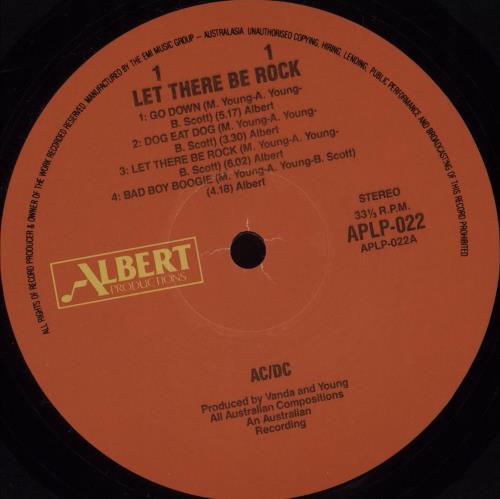 ALL RIGHTS OF RECORD PRODUCER & OWNER OF THE WORK RECORDED RESERVED MANUFACTURED BY THE EMI MUSIC GROUP – AUSTRALASIA UNAUTHORISED COPYING, HIRING, LENDING, PUBLIC PERFORMANCE AND BROADCASTING OF THIS RECORD PROHIBITED
1 1
LET THERE BE ROCK
1: GO DOWN (M. Young-A. Young-
B. Scott) (5.17) Albert
2: DOG EAT DOG (M. Young-A. Young-
B. Scott) (3.30) Albert
3: LET THERE BE ROCK (M. Young-A. Young-
B. Scott) (6.02) Albert
4: BAD BOY BOOGIE (M. Young-A. Young-B. Scott)
(4.18) Albert
STEREO
33⅓ R.P.M.
APLP-022
APLP-022A
ALBERT
PRODUCTIONS
AC/DC
Produced by Vanda and Young
All Australian Compositions
An Australian
Recording